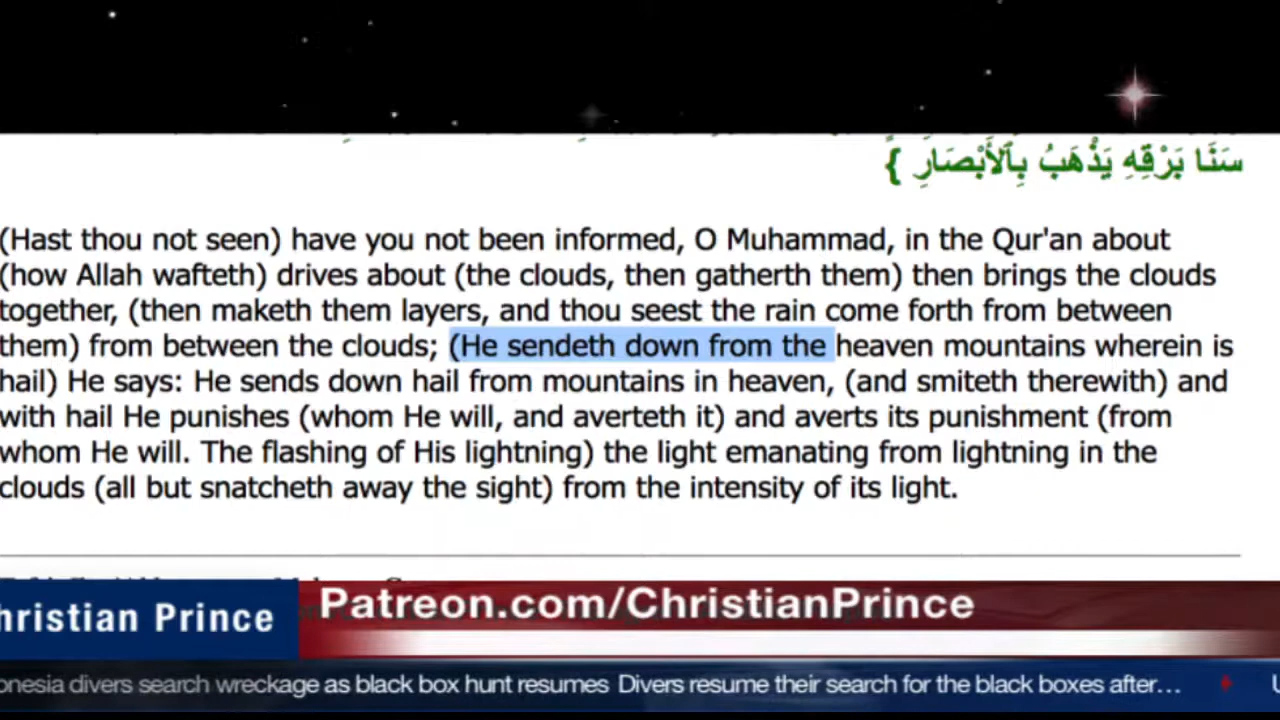 سَنَا بَرْقِهِ يَذْهَبُ بِٱلأَبْصَارِ }
(Hast thou not seen) have you not been informed, O Muhammad, in the Qur'an about
(how Allah wafteth) drives about (the clouds, then gatherth them) then brings the clouds
together, (then maketh them layers, and thou seest the rain come forth from between
them) from between the clouds; (He sendeth down from the heaven mountains wherein is
hail) He says: He sends down hail from mountains in heaven, (and smiteth therewith) and
with hail He punishes (whom He will, and averteth it) and averts its punishment (from
whom He will. The flashing of His lightning) the light emanating from lightning in the
clouds (all but snatcheth away the sight) from the intensity of its light.
hristian Prince
Patreon.com/ChristianPrince
onesia divers search wreckage as black box hunt resumes Divers resume their search for the black boxes after… U